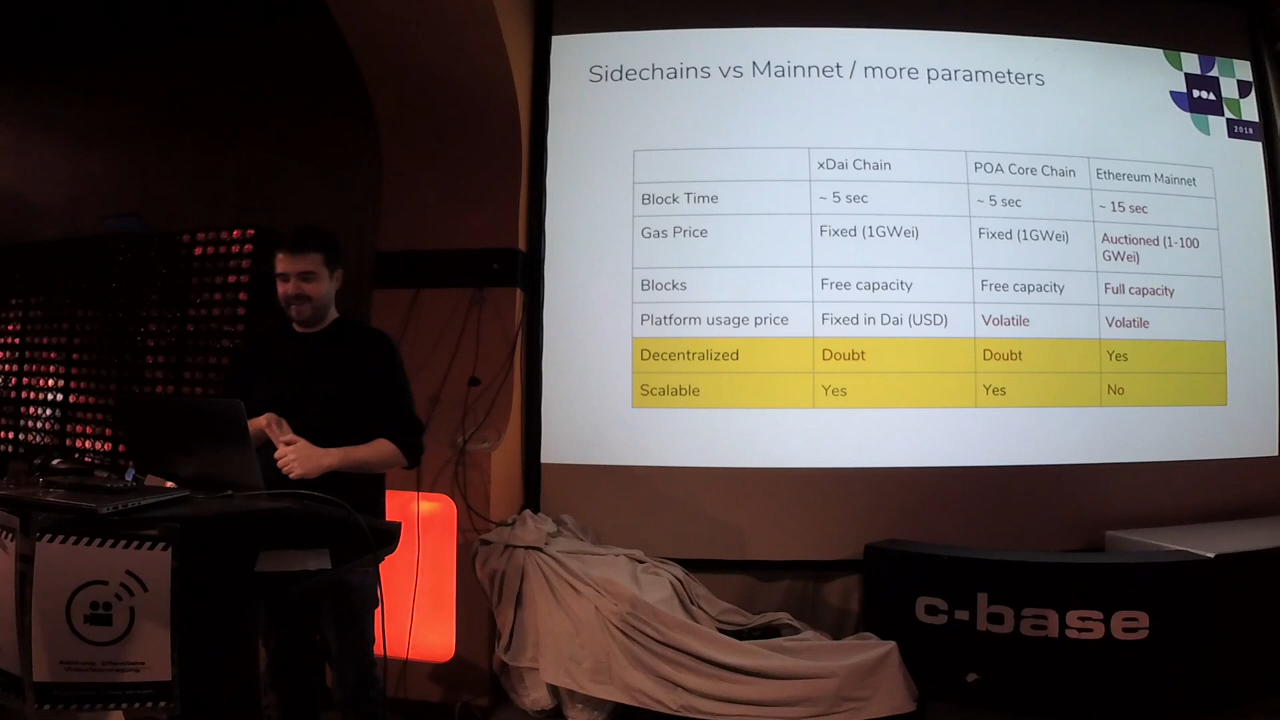 Sidechains vs Mainnet / more parameters
POA
2018
xDai Chain POA Core Chain Ethereum Mainnet
Block Time ~ 5 sec ~ 5 sec ~ 15 sec
Gas Price Fixed (1GWei) Fixed (1GWei) Auctioned (1-100
GWei)
Blocks Free capacity Free capacity Full capacity
Platform usage price Fixed in Dai (USD) Volatile Volatile
Decentralized Doubt Doubt Yes
Scalable Yes Yes No
c-base